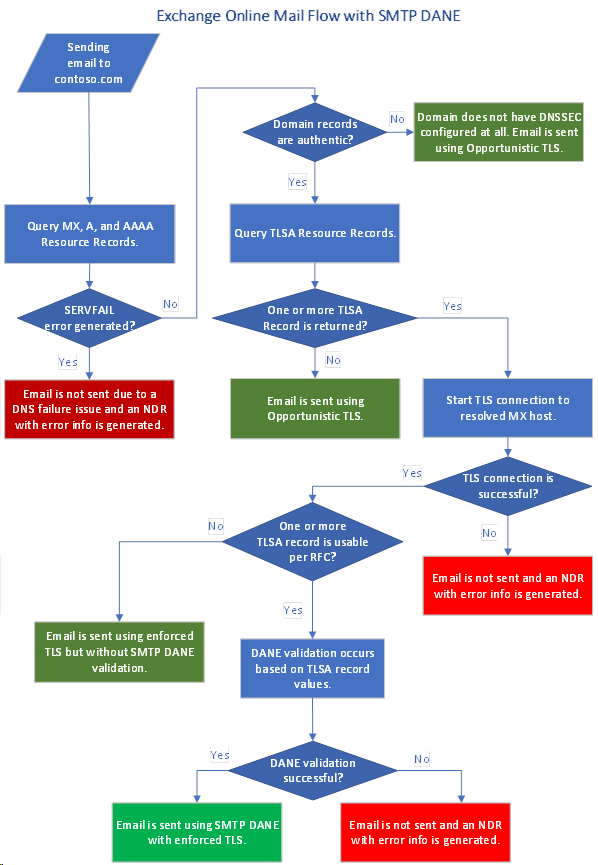 Exchange Online Mail Flow with SMTP DANE
Sending
email to
contoso.com
Query MX, A, and AAAA
Resource Records.
SERVFAIL
error generated?
No
Yes
Email is not sent due to a
DNS failure issue and an NDR
with error info is generated.
Domain records
are authentic?
No
Domain does not have DNSSEC
configured at all. Email is sent
using Opportunistic TLS.
Yes
Query TLSA Resource Records.
One or more TLSA
Record is returned?
Yes
No
Email is sent using
Opportunistic TLS.
Start TLS connection to
resolved MX host.
TLS connection is
successful?
Yes
No
Email is not sent and an NDR
with error info is generated.
One or more
TLSA record is usable
per RFC?
No
Email is sent using enforced
TLS but without SMTP DANE
validation.
Yes
DANE validation occurs
based on TLSA record
values.
DANE validation
successful?
Yes
No
Email is sent using SMTP DANE
with enforced TLS.
Email is not sent and an NDR
with error info is generated.